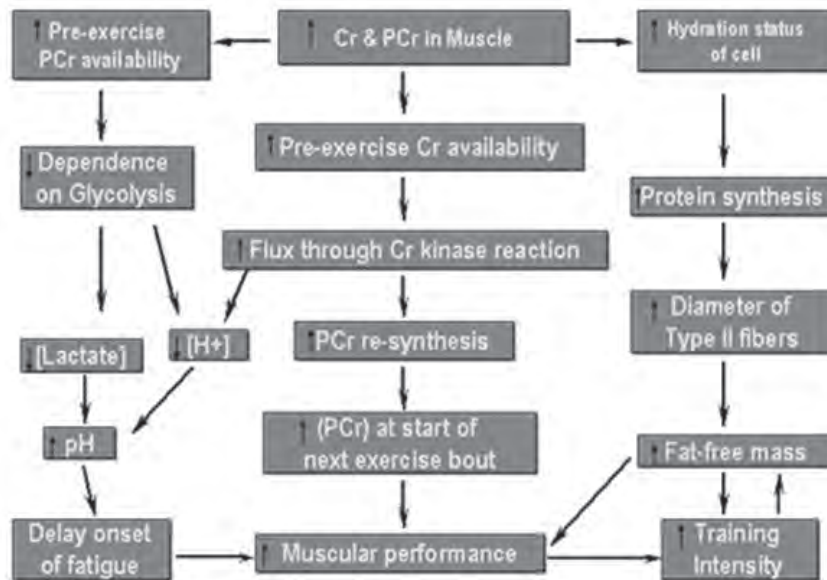 ↑ Pre-exercise
PCr availability
↑ Cr & PCr in Muscle
↑ Hydration status
of cell
↑ Pre-exercise Cr availability
↓ Dependence
on Glycolysis
↑ Protein synthesis
↑ Flux through Cr kinase reaction
↑ Diameter of
Type II fibers
↓ [Lactate]
↓ [H+]
↑ PCr re-synthesis
↑ pH
↑ (PCr) at start of
next exercise bout
↑ Fat-free mass
Delay onset
of fatigue
↑ Muscular performance
↑ Training
Intensity